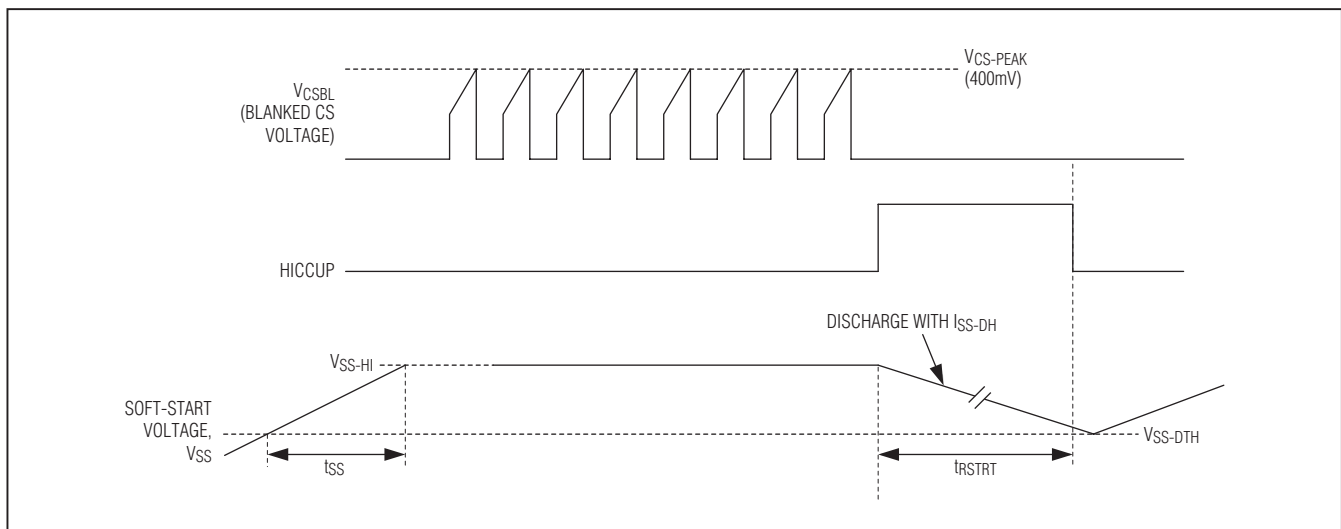 VCS-PEAK
(400mV)
VCSBL
(BLANKED CS
VOLTAGE)
HICCUP
DISCHARGE WITH ISS-DH
VSS-HI
SOFT-START
VOLTAGE,
VSS
VSS-DTH
tSS
tRSTRT